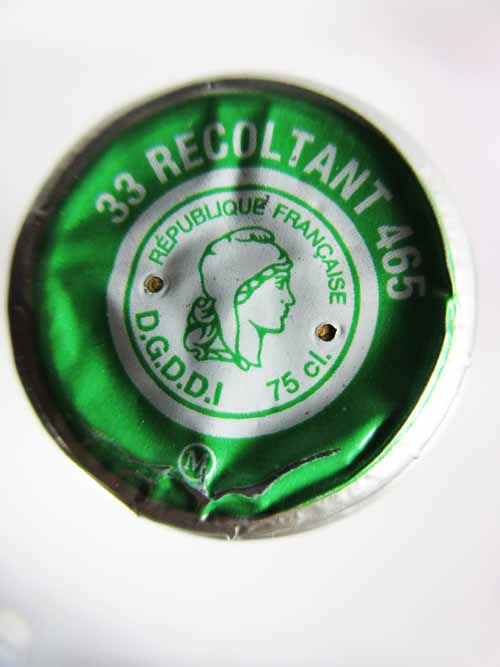 33 RECOLTANT 465
RÉPUBLIQUE FRANÇAISE
D.G.D.D.I
75 cl.
M